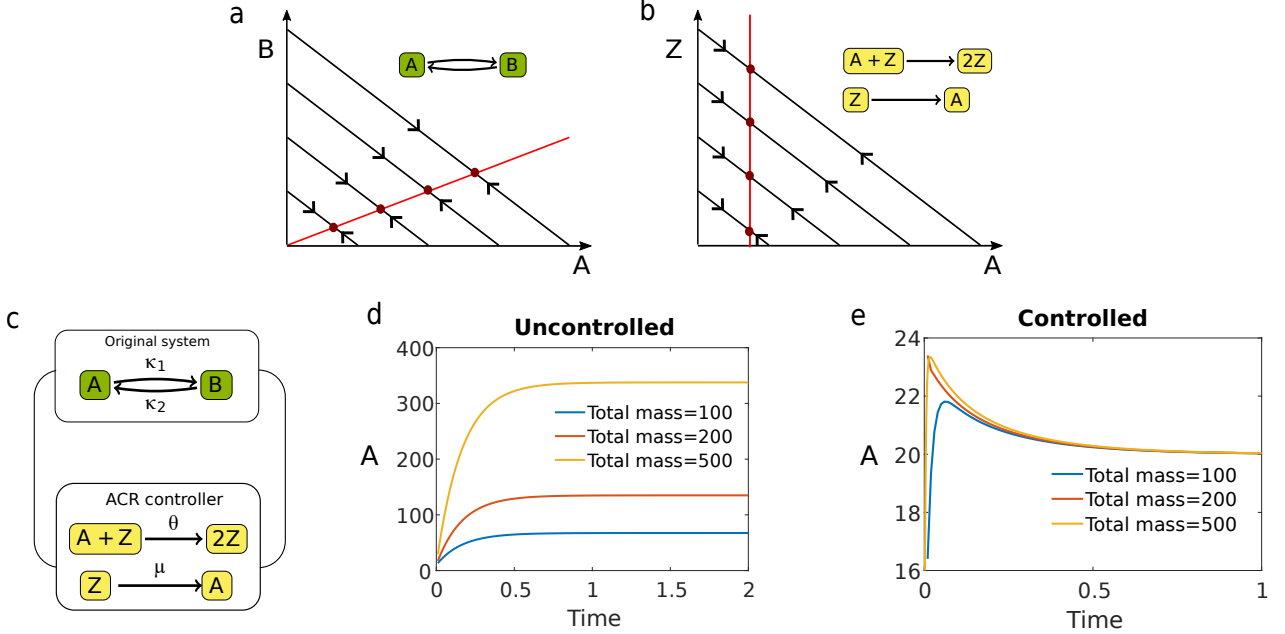 a
B
A
B
A
b
Z
A + Z
2Z
Z
A
A
c
Original system
κ1
A
B
κ2
ACR controller
θ
A + Z
2Z
μ
Z
A
d
Uncontrolled
400
300
200
100
0
A
Total mass=100
Total mass=200
Total mass=500
0
0.5
1
1.5
2
Time
e
Controlled
24
22
20
18
16
A
Total mass=100
Total mass=200
Total mass=500
0
0.5
1
Time